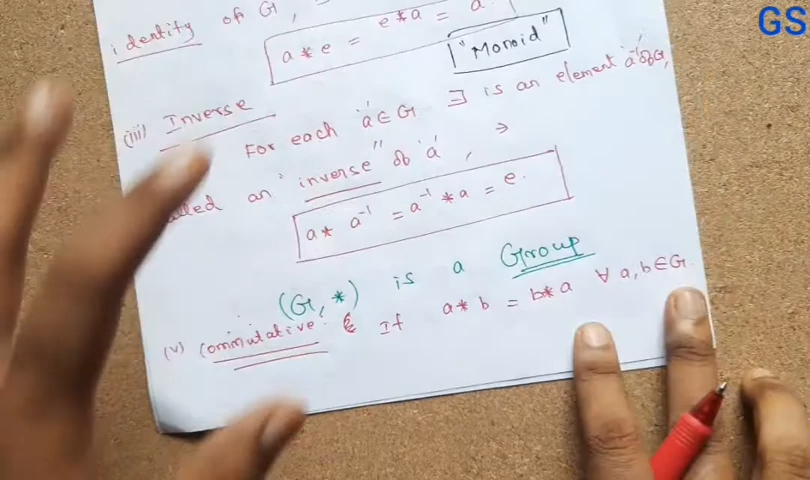 GS
identity of G,
a * e = e * a = a.
"Monoid"
(iii) Inverse
For each 'a'∈G ∃ is an element a⁻¹ of G,
called an "inverse" of 'a', ∋
a * a⁻¹ = a⁻¹ * a = e.
(G, *) is a Group
(v) Commutative: If a * b = b * a ∀ a, b ∈ G